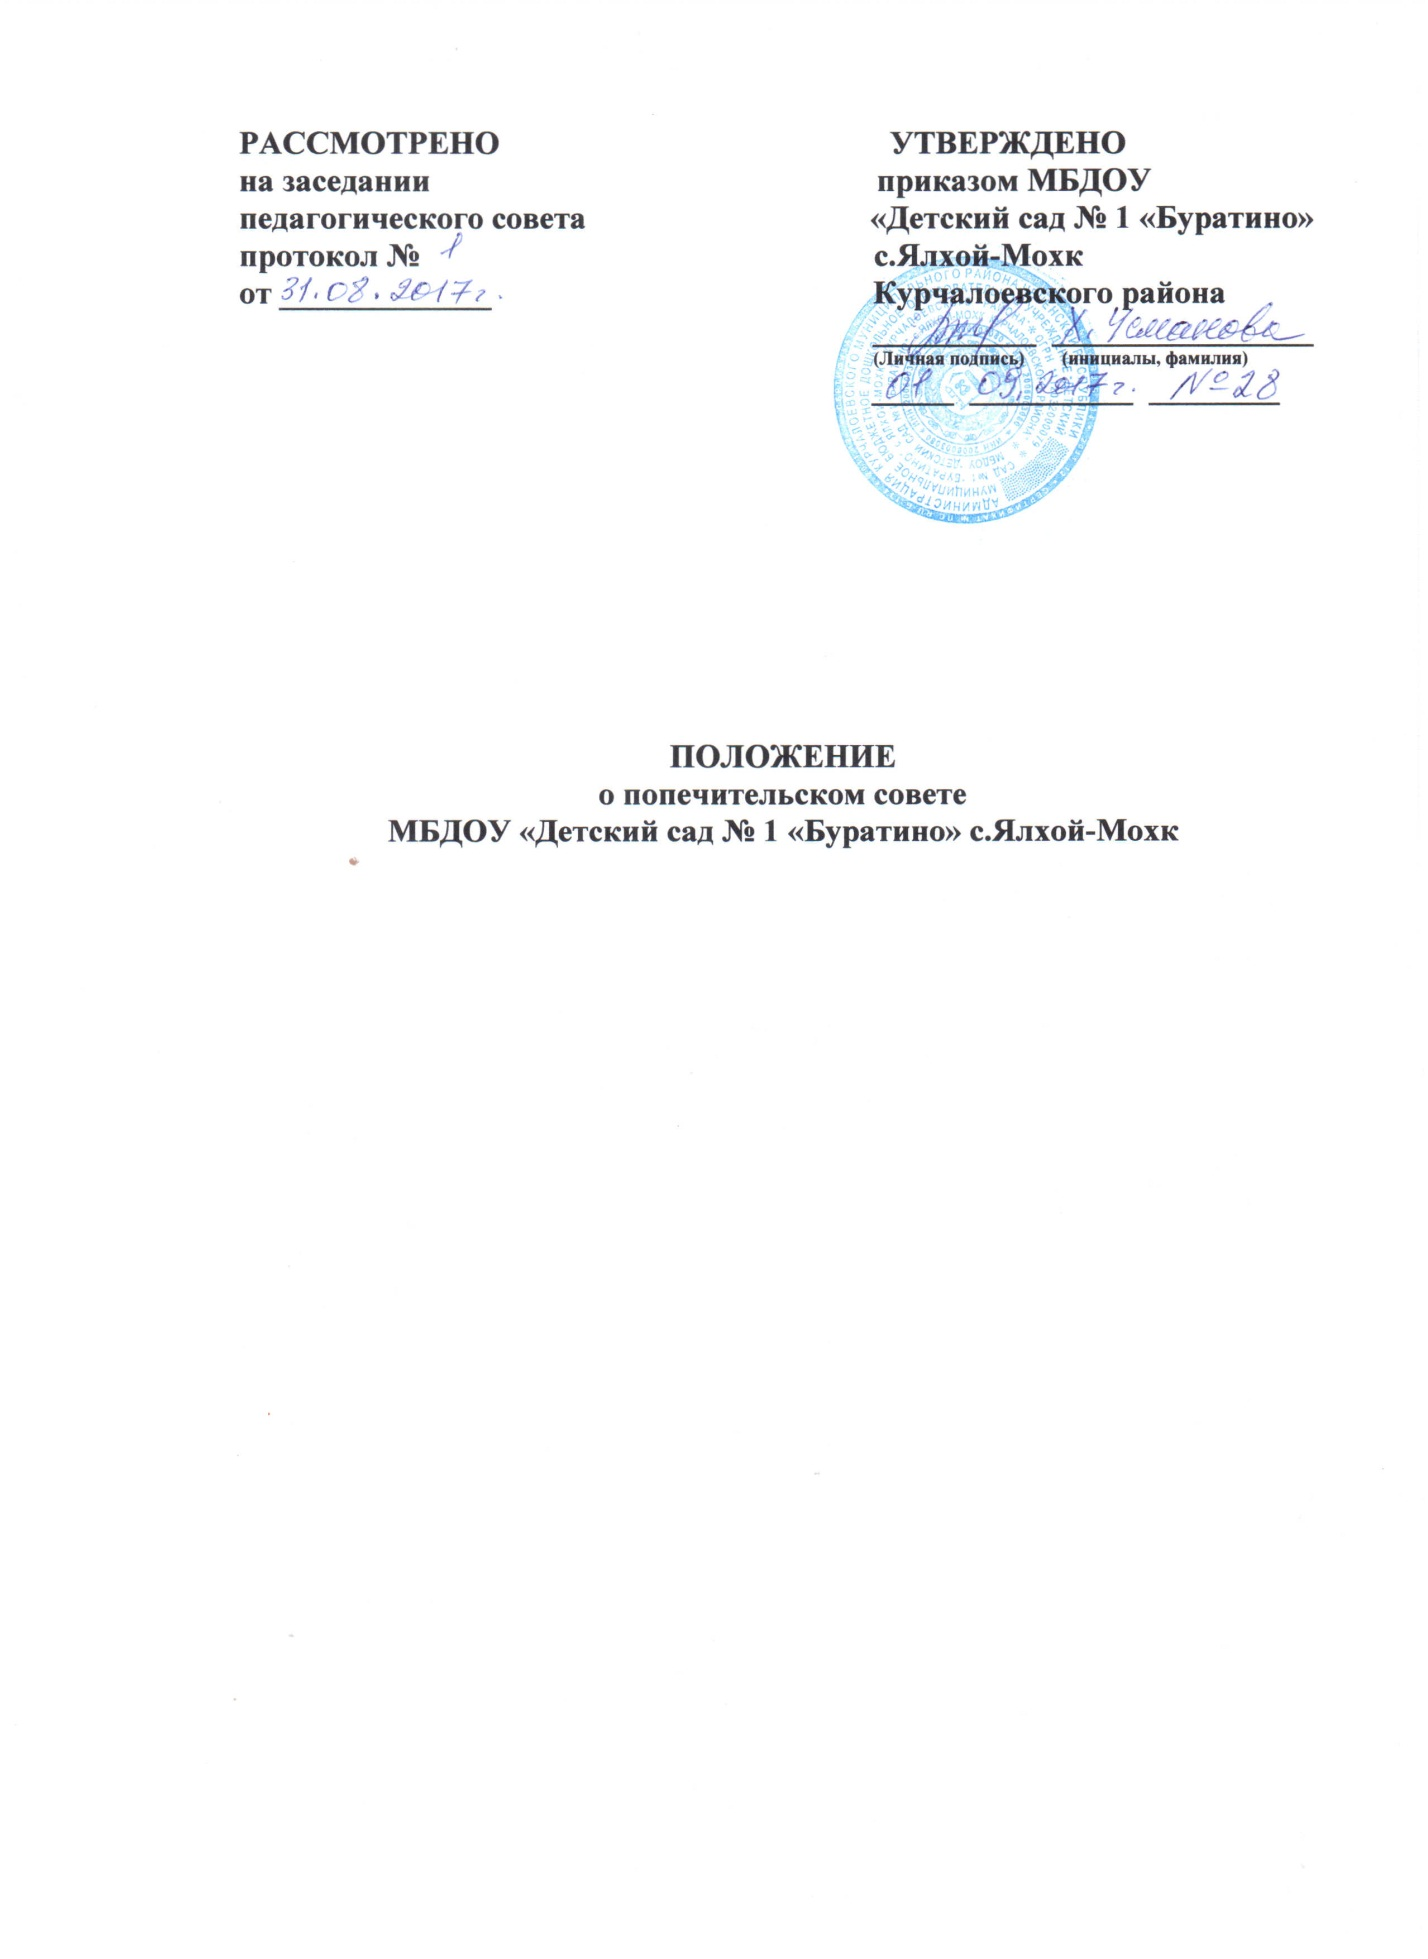 РАССМОТРЕНО
на заседании
педагогического совета
протокол № 1
от 31.08.2017г.
УТВЕРЖДЕНО
приказом МБДОУ
«Детский сад № 1 «Буратино»
с.Ялхой-Мохк
Курчалоевского района
Х. Усманова
(Личная подпись) (инициалы, фамилия)
01 09.2017г. №28
ПОЛОЖЕНИЕ
о попечительском совете
МБДОУ «Детский сад № 1 «Буратино» с.Ялхой-Мохк